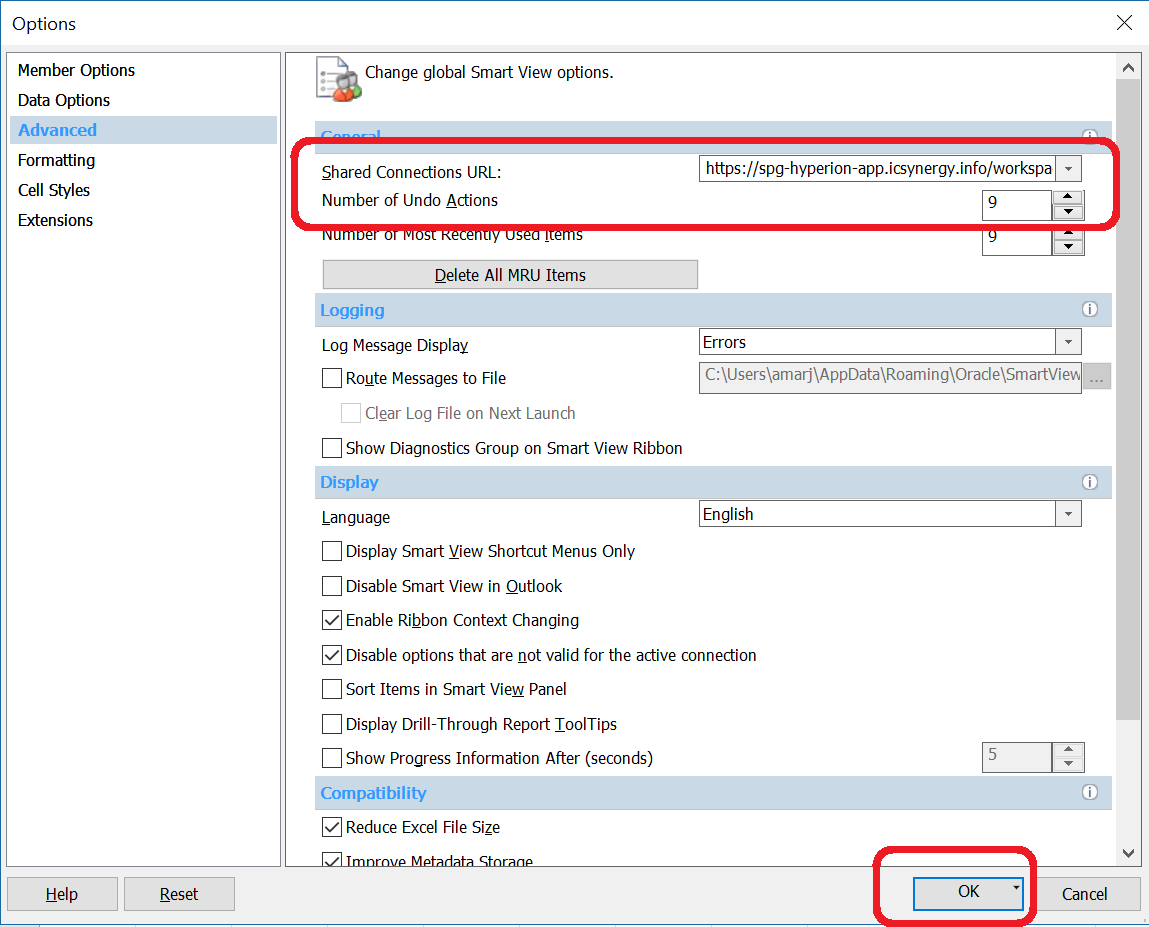 Options
Member Options
Data Options
Advanced
Formatting
Cell Styles
Extensions
Change global Smart View options.
General
Shared Connections URL: https://spg-hyperion-app.icsynergy.info/workspa
Number of Undo Actions 9
Number of Most Recently Used Items 9
Delete All MRU Items
Logging
Log Message Display Errors
Route Messages to File C:\Users\amarj\AppData\Roaming\Oracle\SmartView ...
Clear Log File on Next Launch
Show Diagnostics Group on Smart View Ribbon
Display
Language English
Display Smart View Shortcut Menus Only
Disable Smart View in Outlook
Enable Ribbon Context Changing
Disable options that are not valid for the active connection
Sort Items in Smart View Panel
Display Drill-Through Report ToolTips
Show Progress Information After (seconds) 5
Compatibility
Reduce Excel File Size
Improve Metadata Storage
Help Reset OK Cancel